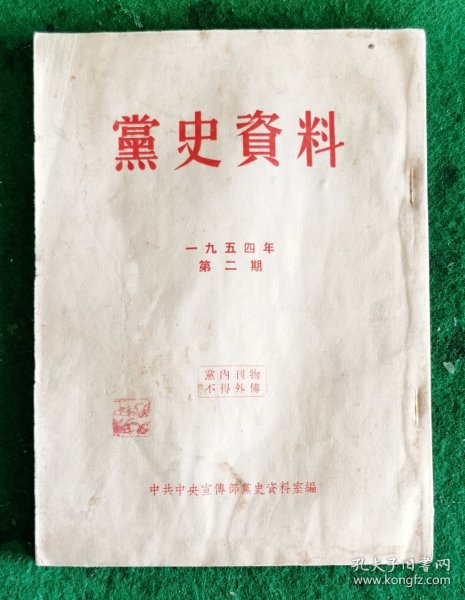 黨史資料
一九五四年
第二期
黨內刊物
不得外傳
中共中央宣傳部黨史資料室編
孔夫子旧书网
www.kongfz.com